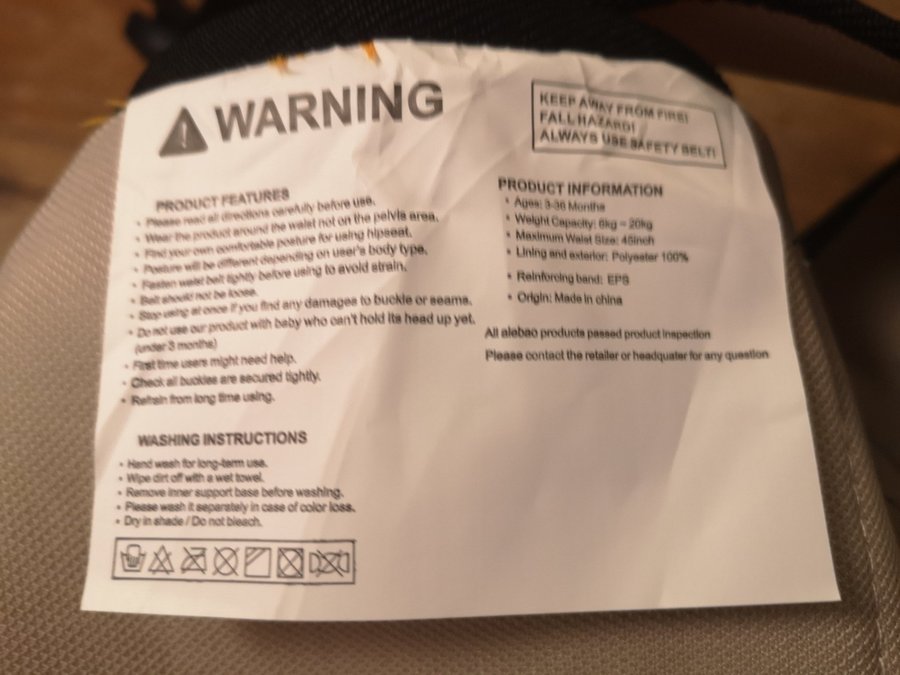 WARNING
KEEP AWAY FROM FIRE!
FALL HAZARD!
ALWAYS USE SAFETY BELT!
PRODUCT FEATURES
• Please read all directions carefully before use.
• Wear the product around the waist not on the pelvis area.
• Find your own comfortable posture for using hipseat.
• Posture will be different depending on user's body type.
• Fasten waist belt tightly before using to avoid strain.
• Belt should not be loose.
• Stop using at once if you find any damages to buckle or seams.
• Do not use our product with baby who can't hold its head up yet.
(under 3 months)
• First time users might need help.
• Check all buckles are secured tightly.
• Refrain from long time using.
WASHING INSTRUCTIONS
• Hand wash for long-term use.
• Wipe dirt off with a wet towel.
• Remove inner support base before washing.
• Please wash it separately in case of color loss.
• Dry in shade / Do not bleach.
PRODUCT INFORMATION
• Ages: 3-36 Months
• Weight Capacity: 6kg ~ 20kg
• Maximum Waist Size: 45inch
• Lining and exterior: Polyester 100%
• Reinforcing band: EPS
• Origin: Made in china
All aiebao products passed product inspection
Please contact the retailer or headquater for any question